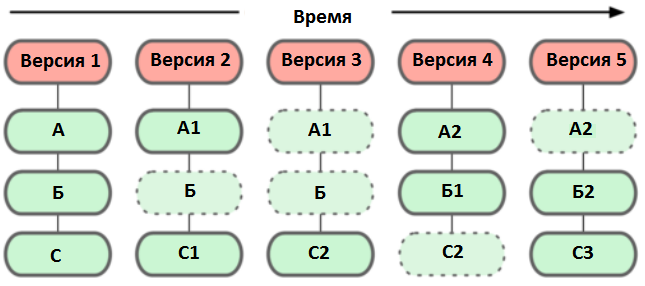 Время
Версия 1 Версия 2 Версия 3 Версия 4 Версия 5
А А1 А1 А2 А2
Б Б Б Б1 Б2
С С1 С2 С2 С3